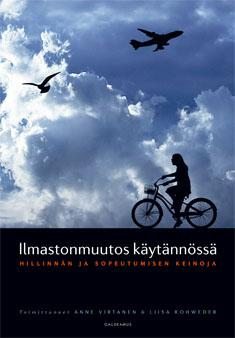 Ilmastonmuutos käytännössä
HILLINNÄN JA SOPEUTUMISEN KEINOJA
Toimittaneet ANNE VIRTANEN & LIISA ROHWEDER
GAUDEAMUS